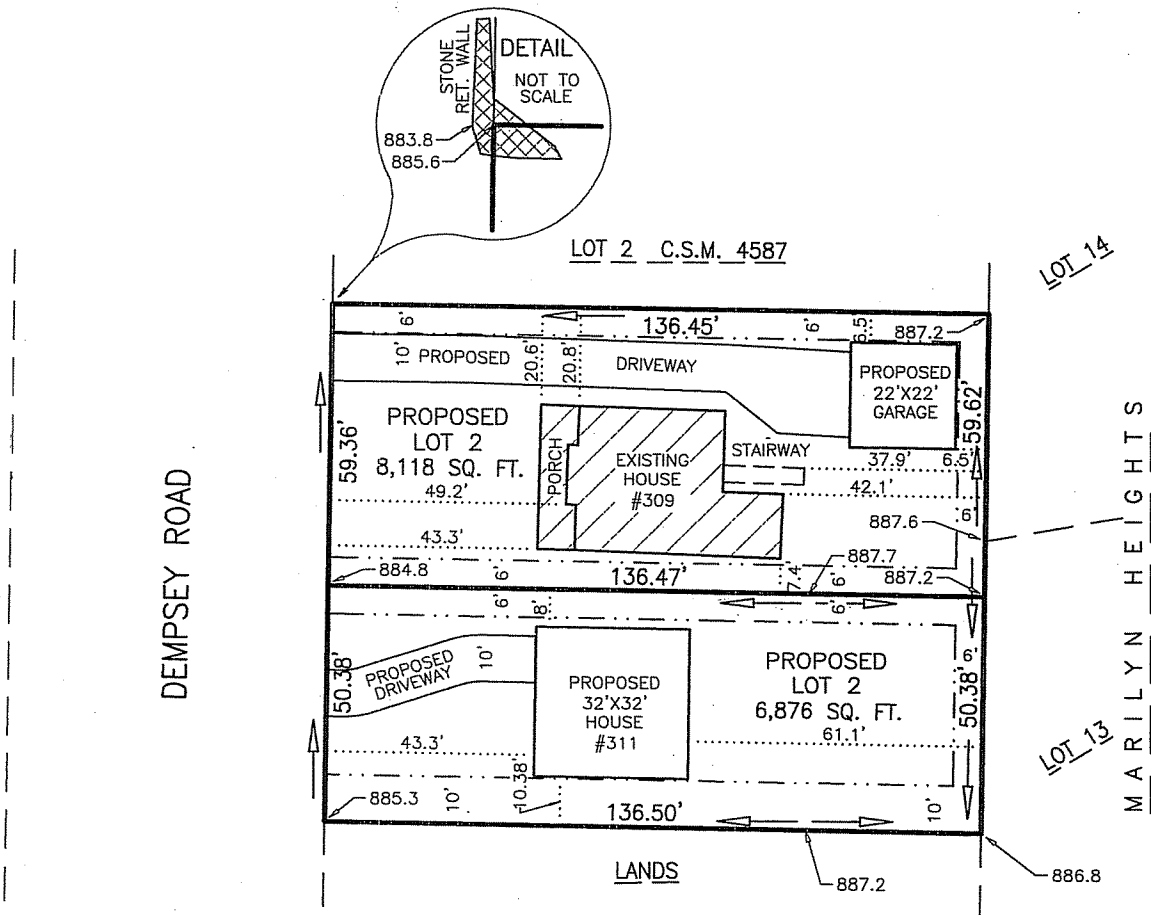 STONE
RET. WALL
DETAIL
NOT TO
SCALE
883.8
885.6
LOT 2 C.S.M. 4587
LOT 14
6'
136.45'
6'
6.5
887.2
10'
PROPOSED
DRIVEWAY
20.6'
20.8'
PROPOSED
22'X22'
GARAGE
59.62'
59.36'
PROPOSED
LOT 2
8,118 SQ. FT.
49.2'
PORCH
EXISTING
HOUSE
#309
STAIRWAY
37.9'
6.5'
42.1'
6'
887.6
43.3'
884.8
6'
136.47'
7.4'
6'
887.7
887.2
DEMPSEY ROAD
MARILYN HEIGHTS
6'
8'
6'
6'
50.38'
PROPOSED
DRIVEWAY
10'
PROPOSED
32'X32'
HOUSE
#311
PROPOSED
LOT 2
6,876 SQ. FT.
61.1'
50.38'
43.3'
LOT 13
885.3
10'
10.38'
136.50'
10'
LANDS
887.2
886.8